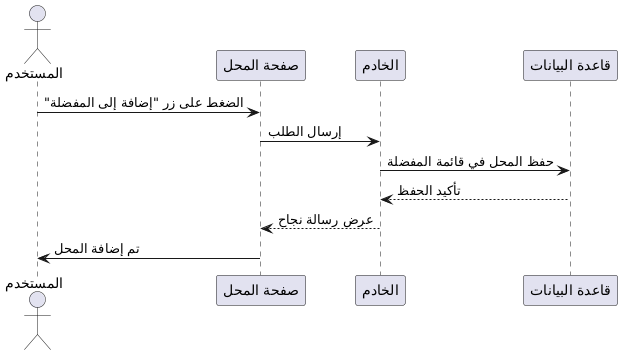 المستخدم
صفحة المحل
الخادم
قاعدة البيانات
الضغط على زر "إضافة إلى المفضلة"
إرسال الطلب
حفظ المحل في قائمة المفضلة
تأكيد الحفظ
عرض رسالة نجاح
تم إضافة المحل
المستخدم
صفحة المحل
الخادم
قاعدة البيانات